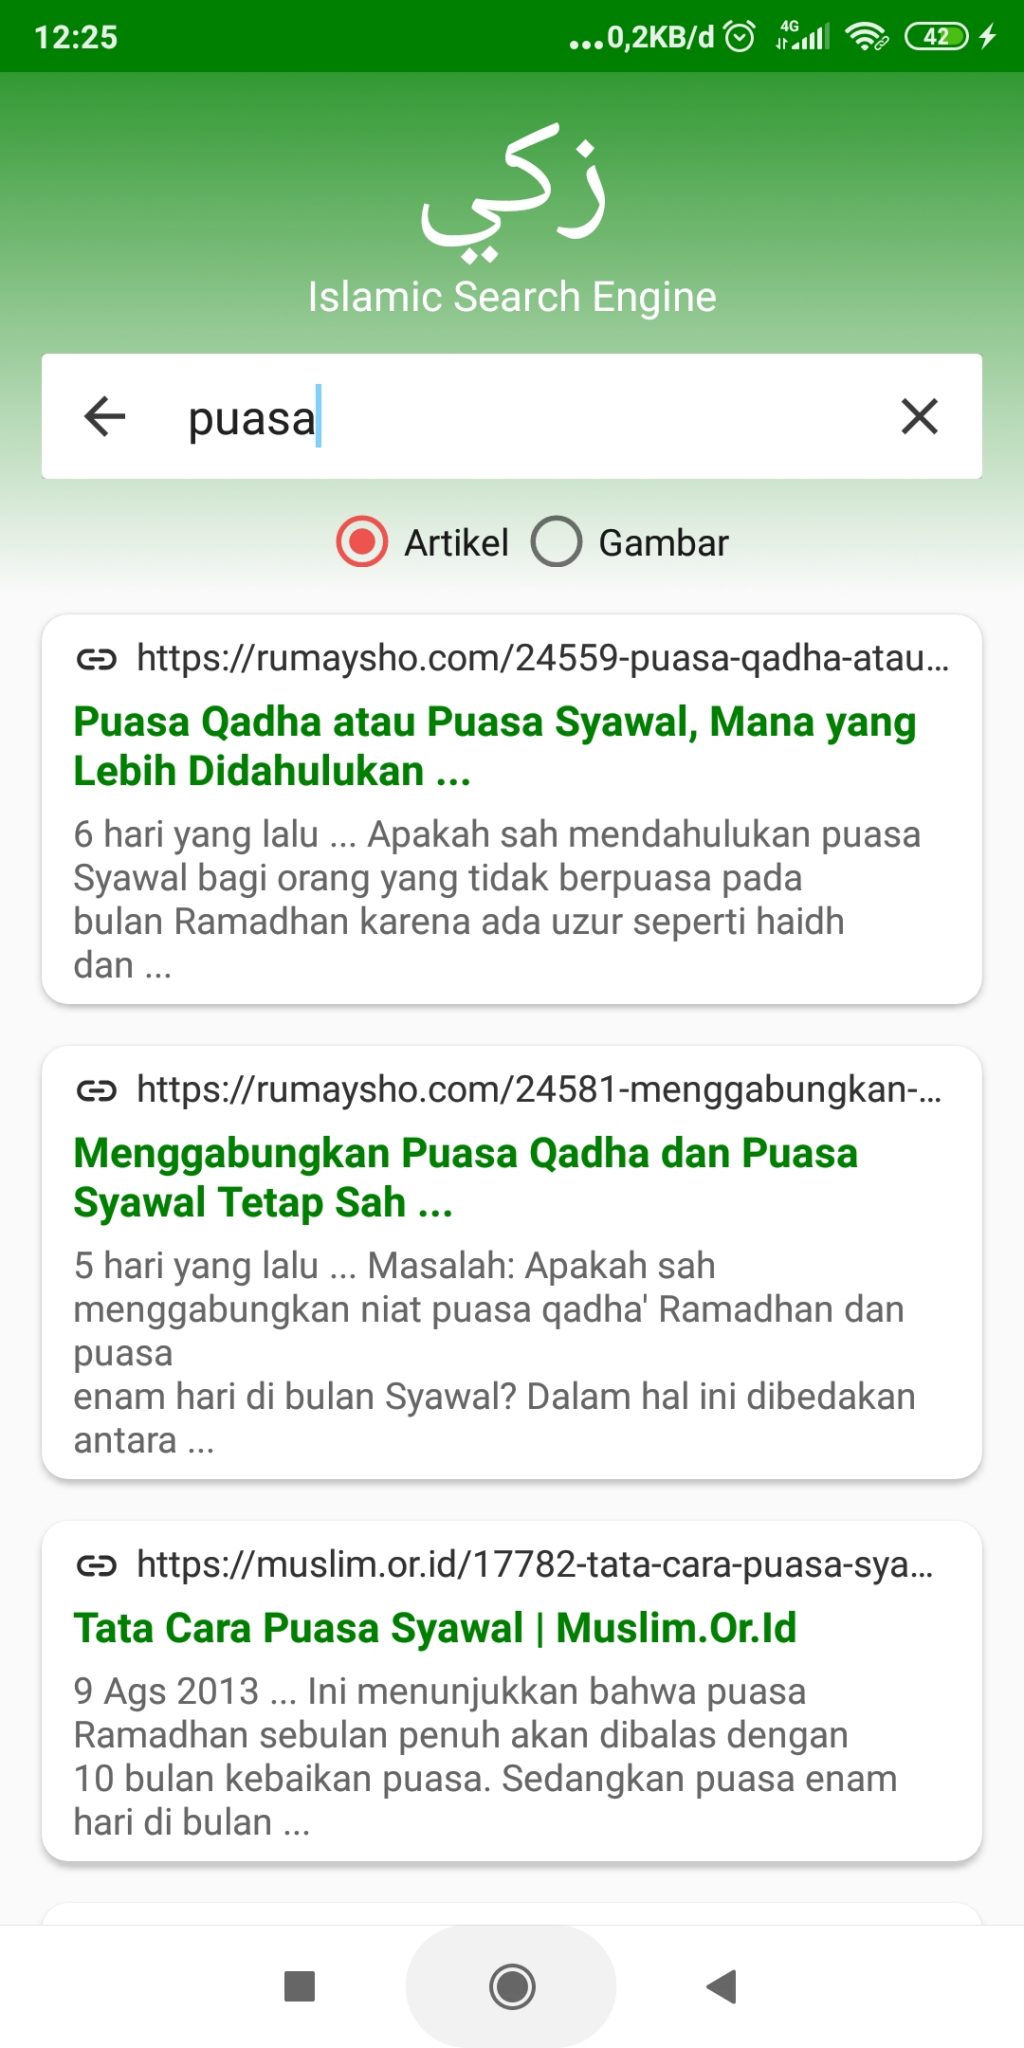 12:25
...0,2KB/d
4G
42
زكي
Islamic Search Engine
puasa
Artikel
Gambar
https://rumaysho.com/24559-puasa-qadha-atau...
Puasa Qadha atau Puasa Syawal, Mana yang
Lebih Didahulukan ...
6 hari yang lalu ... Apakah sah mendahulukan puasa
Syawal bagi orang yang tidak berpuasa pada
bulan Ramadhan karena ada uzur seperti haidh
dan ...
https://rumaysho.com/24581-menggabungkan-...
Menggabungkan Puasa Qadha dan Puasa
Syawal Tetap Sah ...
5 hari yang lalu ... Masalah: Apakah sah
menggabungkan niat puasa qadha' Ramadhan dan
puasa
enam hari di bulan Syawal? Dalam hal ini dibedakan
antara ...
https://muslim.or.id/17782-tata-cara-puasa-sya...
Tata Cara Puasa Syawal | Muslim.Or.Id
9 Ags 2013 ... Ini menunjukkan bahwa puasa
Ramadhan sebulan penuh akan dibalas dengan
10 bulan kebaikan puasa. Sedangkan puasa enam
hari di bulan ...